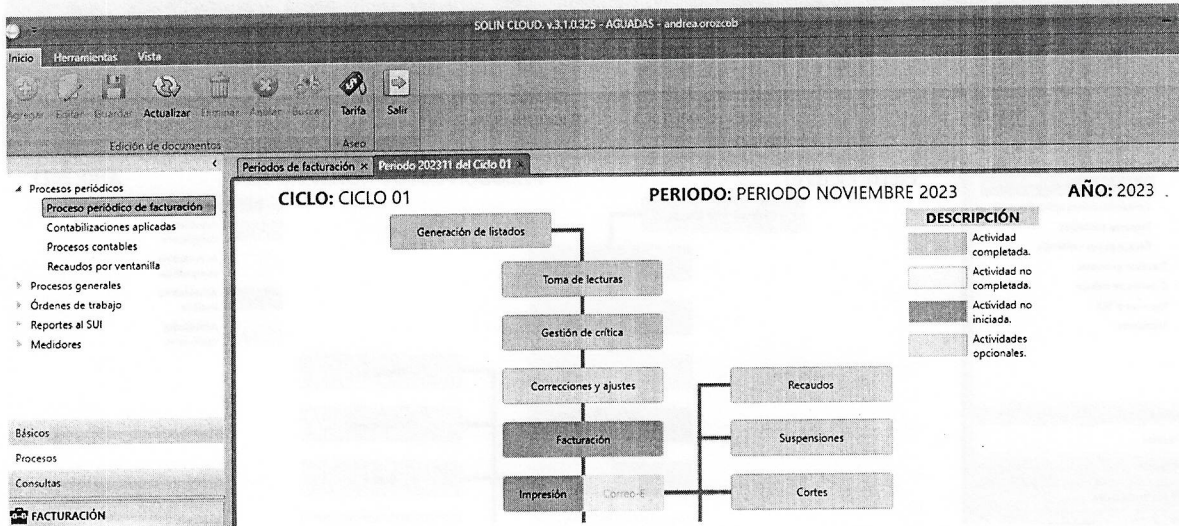 SOLIN CLOUD. v.3.1.0.325 - AGUADAS - andrea.orozcob
Inicio Herramientas Vista
Agregar Editar Guardar Actualizar Eliminar Anular Buscar Tarifa Salir
Edición de documentos Aseo
Periodos de facturación × Periodo 202311 del Ciclo 01 ×
Procesos periódicos
Proceso periódico de facturación
Contabilizaciones aplicadas
Procesos contables
Recaudos por ventanilla
Procesos generales
Órdenes de trabajo
Reportes al SUI
Medidores
Básicos
Procesos
Consultas
FACTURACIÓN
CICLO: CICLO 01 PERIODO: PERIODO NOVIEMBRE 2023 AÑO: 2023
Generación de listados
Toma de lecturas
Gestión de crítica
Correcciones y ajustes Recaudos
Facturación Suspensiones
Impresión Correo-E Cortes
DESCRIPCIÓN
Actividad
completada.
Actividad no
completada.
Actividad no
iniciada.
Actividades
opcionales.